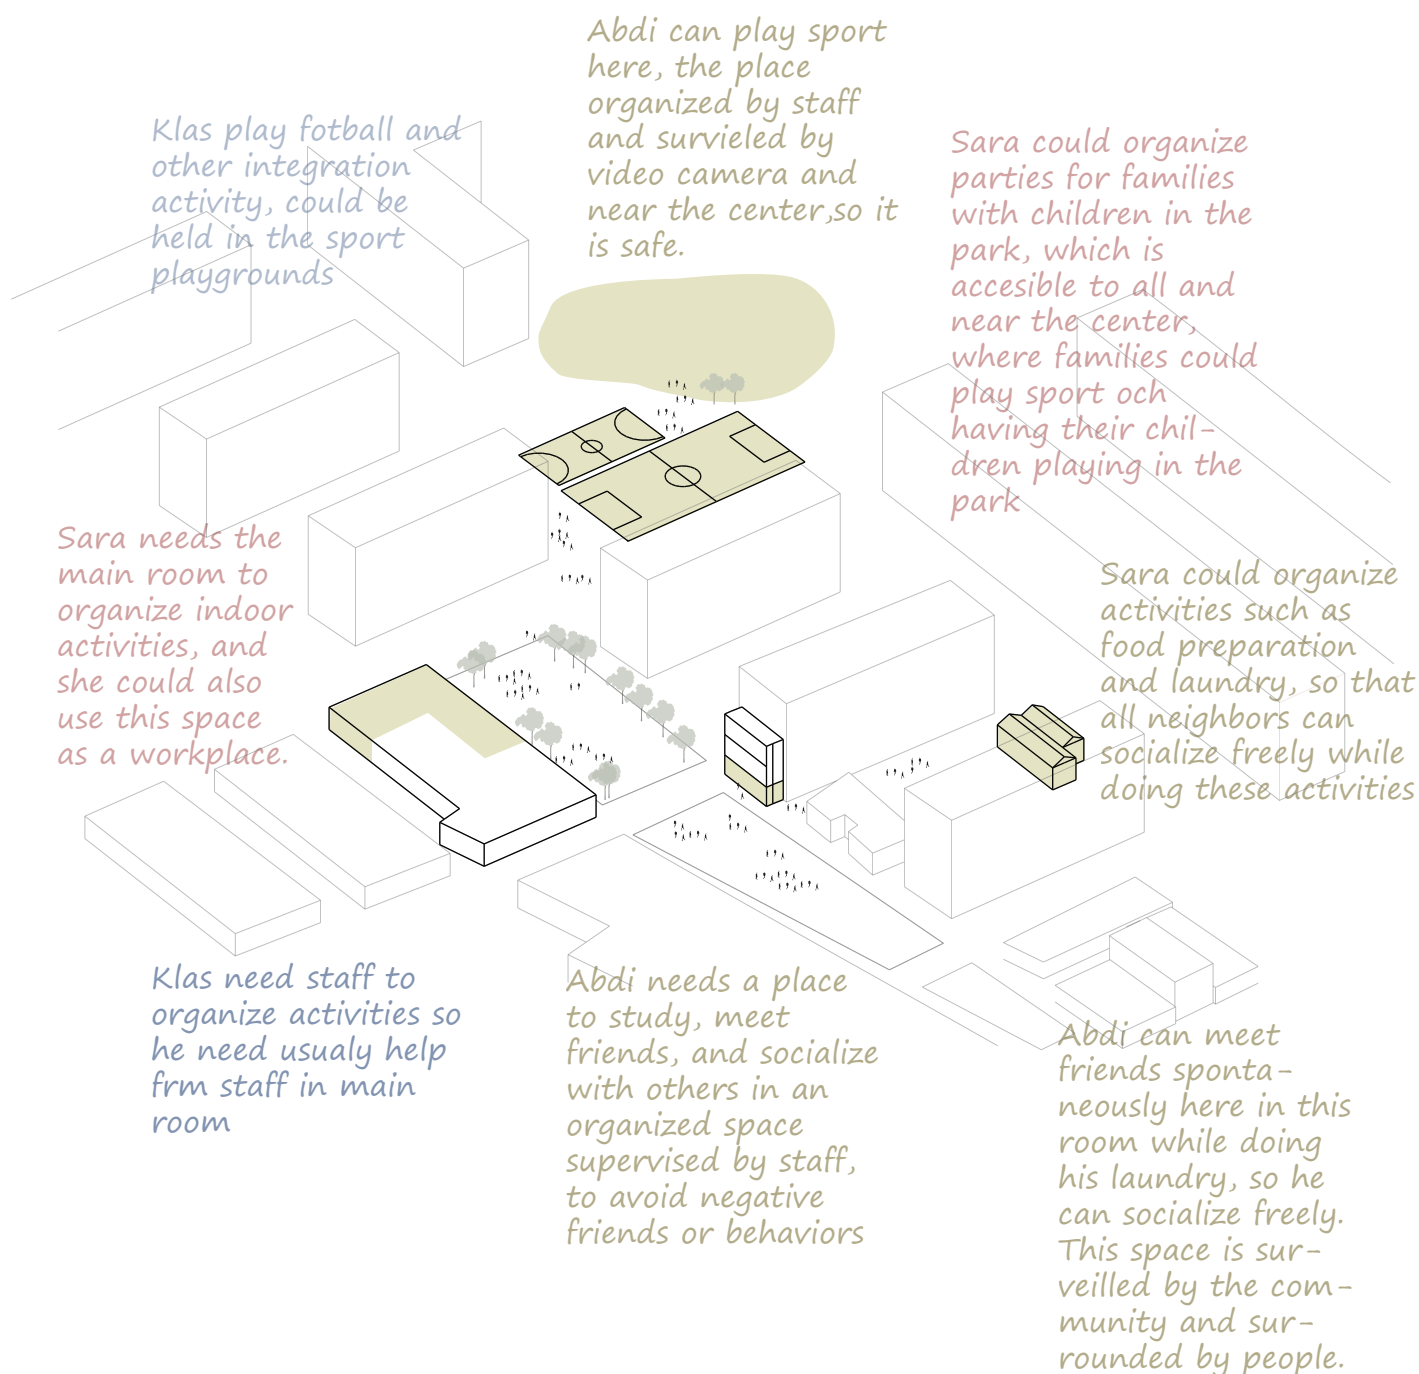 Abdi can play sport
here, the place
organized by staff
and survieled by
video camera and
near the center,so it
is safe.
Klas play fotball and
other integration
activity, could be
held in the sport
playgrounds
Sara could organize
parties for families
with children in the
park, which is
accesible to all and
near the center,
where families could
play sport och
having their chil-
dren playing in the
park
Sara needs the
main room to
organize indoor
activities, and
she could also
use this space
as a workplace.
Sara could organize
activities such as
food preparation
and laundry, so that
all neighbors can
socialize freely while
doing these activities
Klas need staff to
organize activities so
he need usualy help
frm staff in main
room
Abdi needs a place
to study, meet
friends, and socialize
with others in an
organized space
supervised by staff,
to avoid negative
friends or behaviors
Abdi can meet
friends sponta-
neously here in this
room while doing
his laundry, so he
can socialize freely.
This space is sur-
veilled by the com-
munity and sur-
rounded by people.